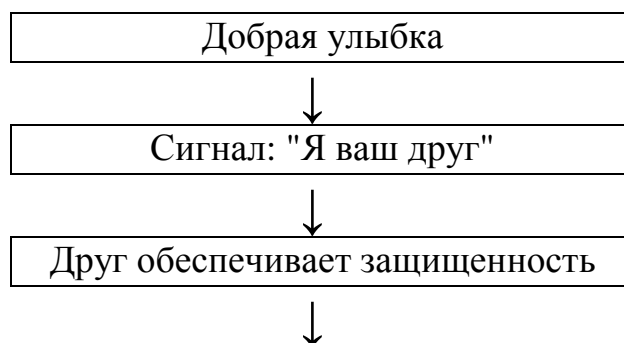 Добрая улыбка
Сигнал: "Я ваш друг"
Друг обеспечивает защищенность